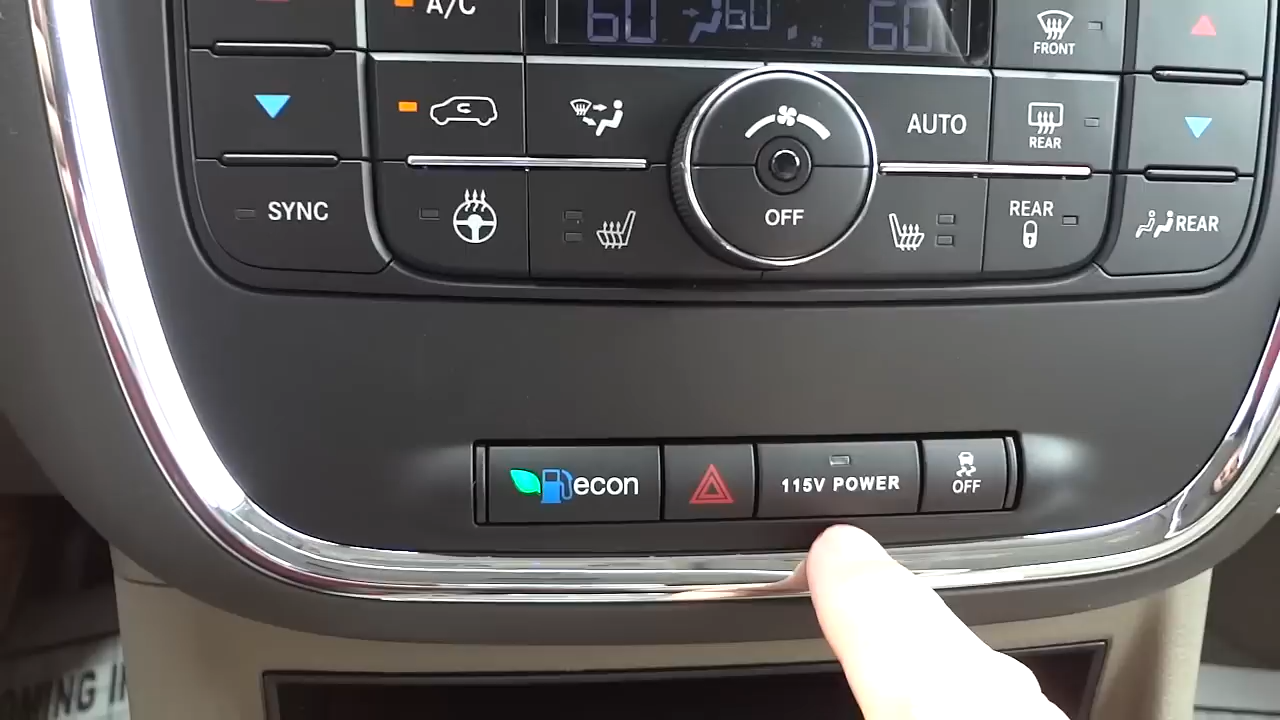 A/C
60
60
60
FRONT
AUTO
REAR
SYNC
OFF
REAR
REAR
econ
115V POWER
OFF